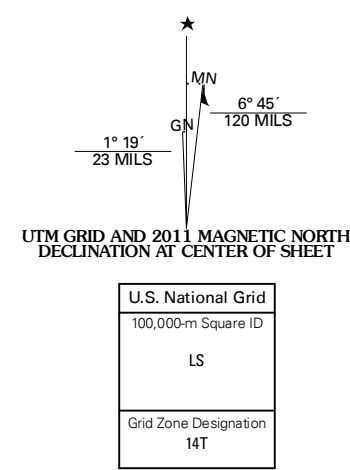 MN
GN
6° 45´
120 MILS
1° 19´
23 MILS
UTM GRID AND 2011 MAGNETIC NORTH
DECLINATION AT CENTER OF SHEET
U.S. National Grid
100,000-m Square ID
LS
Grid Zone Designation
14T